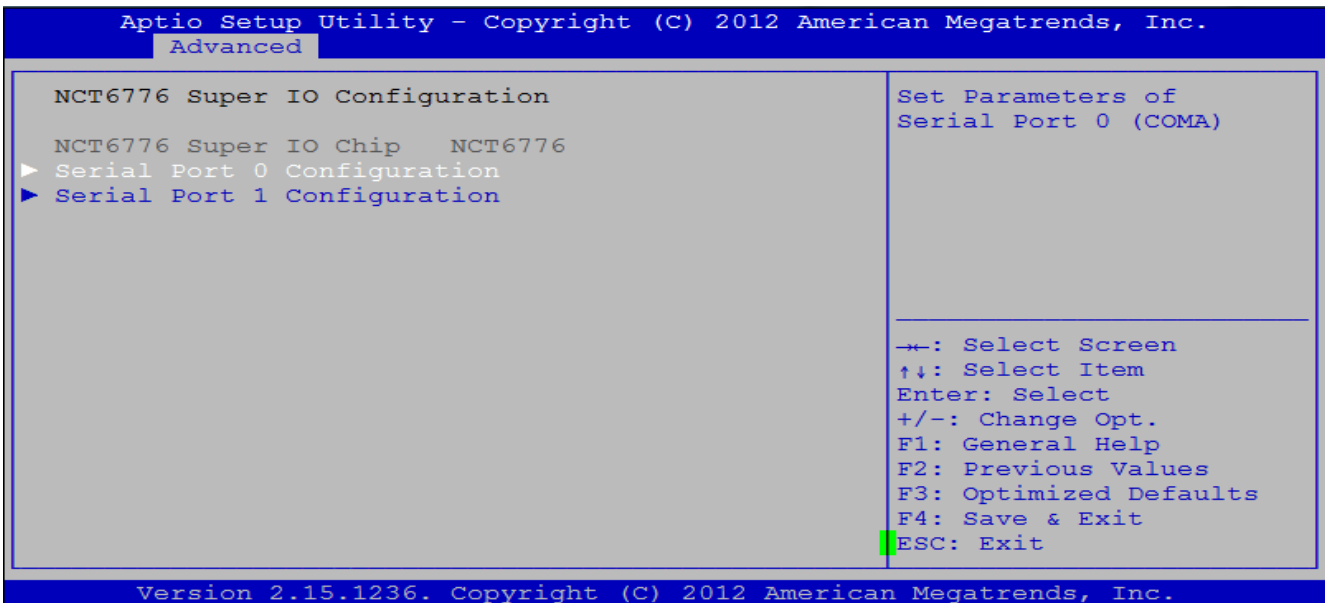 Aptio Setup Utility – Copyright (C) 2012 American Megatrends, Inc.
Advanced
NCT6776 Super IO Configuration
NCT6776 Super IO Chip NCT6776
► Serial Port 0 Configuration
► Serial Port 1 Configuration
Set Parameters of
Serial Port 0 (COMA)
→←: Select Screen
↑↓: Select Item
Enter: Select
+/-: Change Opt.
F1: General Help
F2: Previous Values
F3: Optimized Defaults
F4: Save & Exit
ESC: Exit
Version 2.15.1236. Copyright (C) 2012 American Megatrends, Inc.